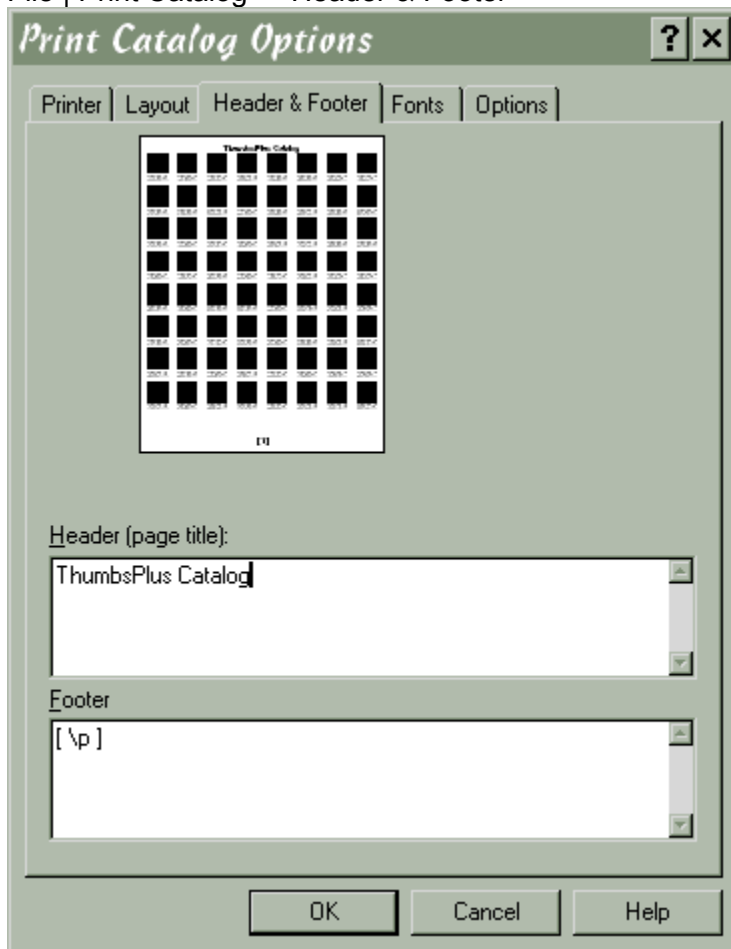 Print Catalog Options
Printer Layout Header & Footer Fonts Options
ThumbsPlus Catalog
Header (page title):
ThumbsPlus Catalog
Footer
[ \p ]
OK Cancel Help